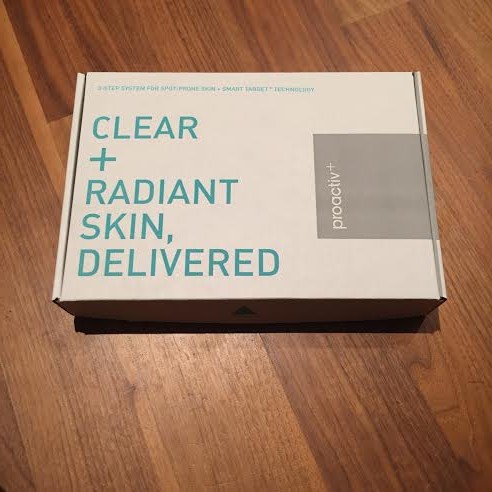 3-STEP SYSTEM FOR SPOT-PRONE SKIN + SMART TARGET™ TECHNOLOGY
CLEAR
+
RADIANT
SKIN,
DELIVERED
proactiv+